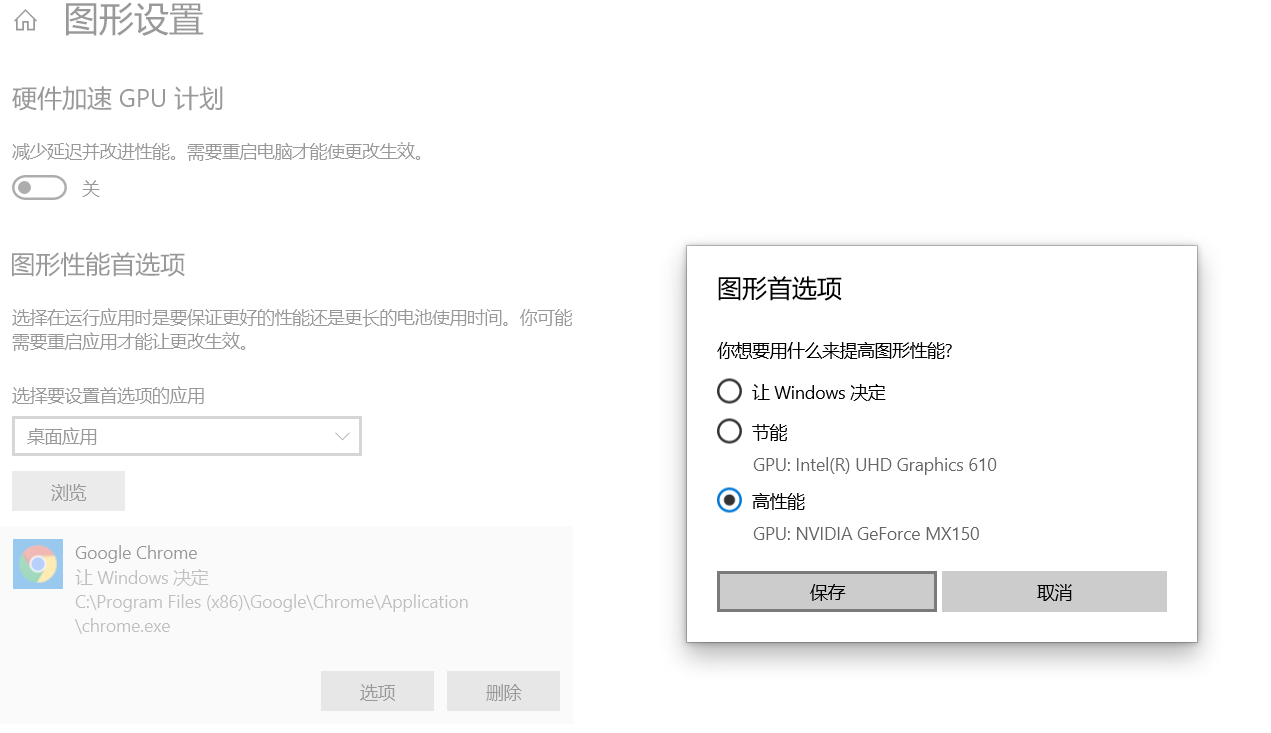 图形设置
硬件加速 GPU 计划
减少延迟并改进性能。需要重启电脑才能使更改生效。
关
图形性能首选项
选择在运行应用时是要保证更好的性能还是更长的电池使用时间。你可能
需要重启应用才能让更改生效。
选择要设置首选项的应用
桌面应用
浏览
Google Chrome
让 Windows 决定
C:\Program Files (x86)\Google\Chrome\Application
\chrome.exe
选项
删除
图形首选项
你想要用什么来提高图形性能?
让 Windows 决定
节能
GPU: Intel(R) UHD Graphics 610
高性能
GPU: NVIDIA GeForce MX150
保存
取消